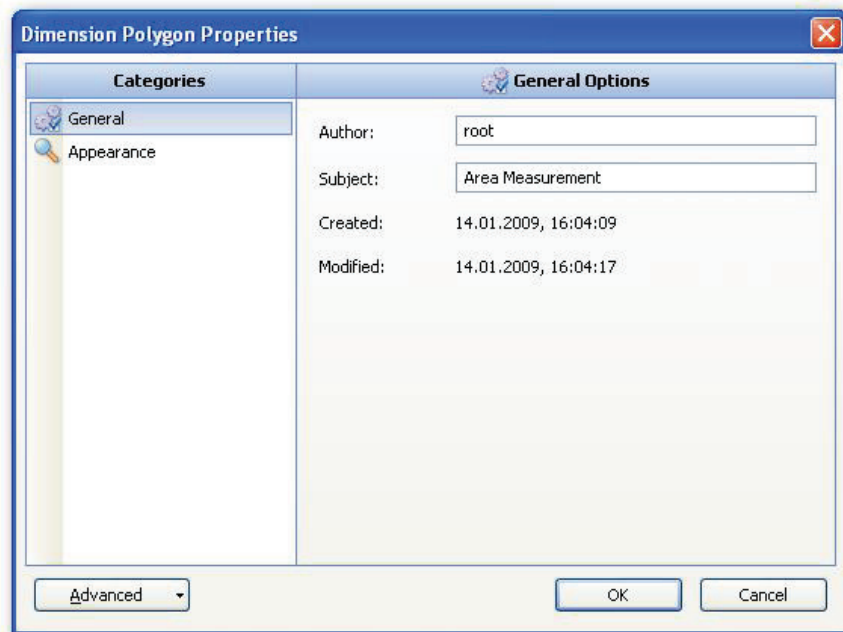 Dimension Polygon Properties
Categories
General Options
General
Appearance
Author: root
Subject: Area Measurement
Created: 14.01.2009, 16:04:09
Modified: 14.01.2009, 16:04:17
Advanced
OK
Cancel